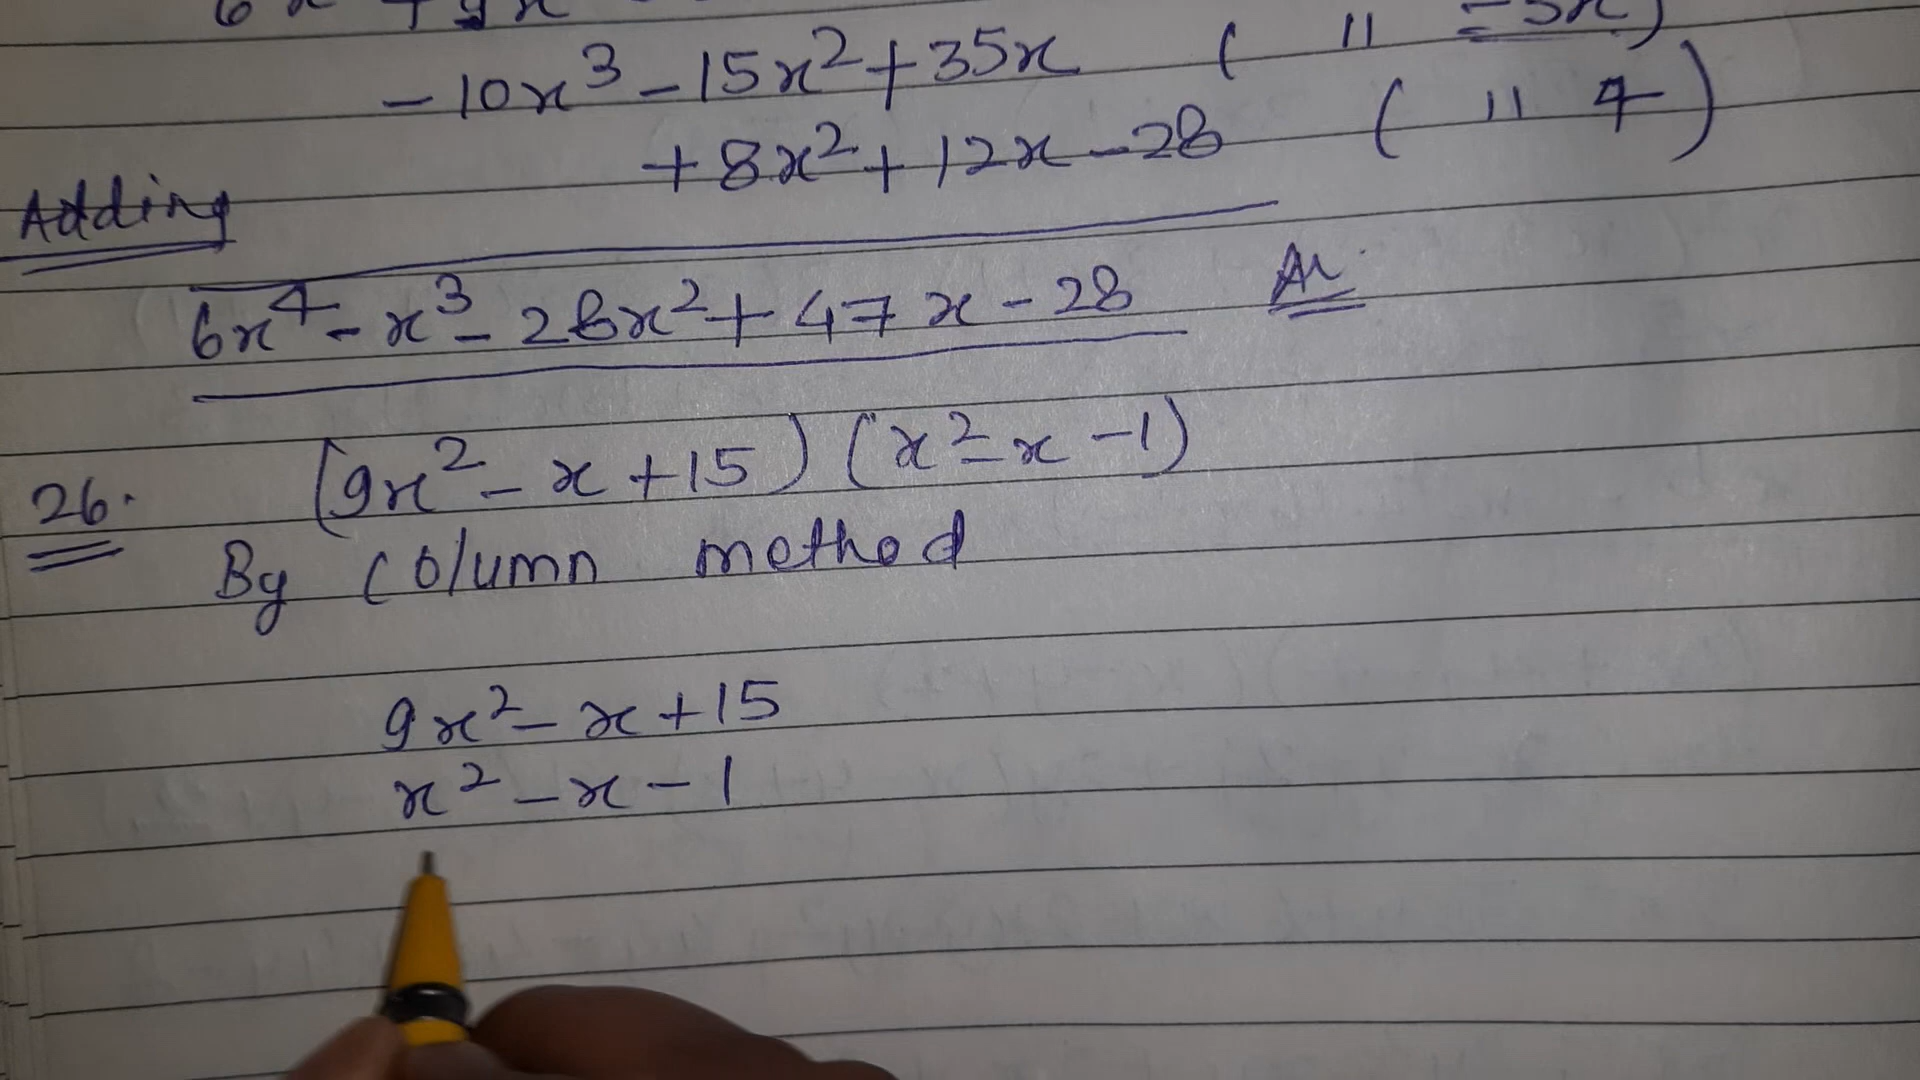 -10x³ - 15x² + 35x ( " = -5x)
+ 8x² + 12x - 28 ( " 4 )
Adding
6x⁴ - x³ - 28x² + 47x - 28 An.
26. (9x² - x + 15) (x² - x - 1)
By Column method
9x² - x + 15
x² - x - 1